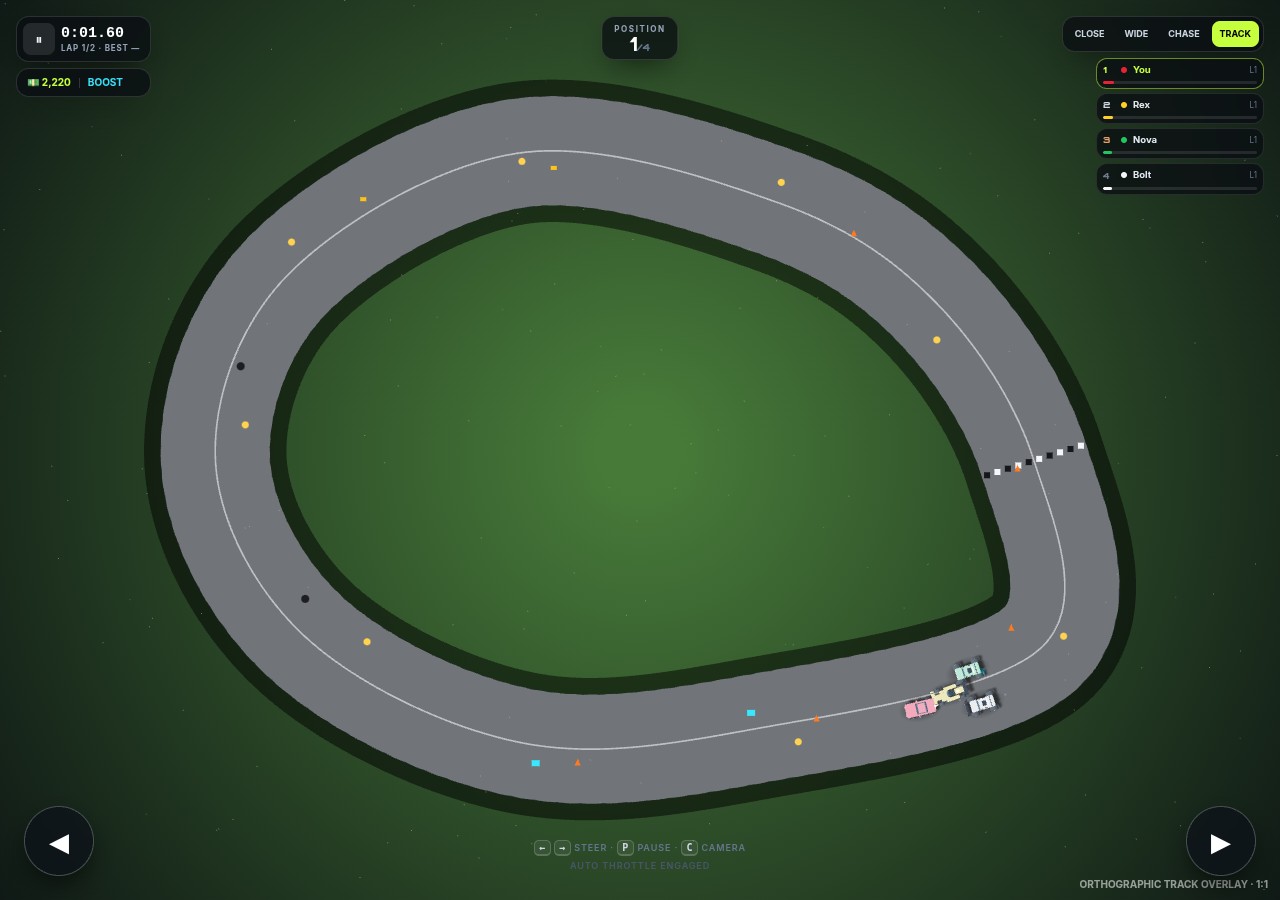 0:01.60
LAP 1/2 · BEST —
2,220 | BOOST
POSITION
1/4
CLOSE WIDE CHASE TRACK
1 You L1
2 Rex L1
3 Nova L1
4 Bolt L1
← → STEER · P PAUSE · C CAMERA
AUTO THROTTLE ENGAGED
ORTHOGRAPHIC TRACK OVERLAY · 1:1